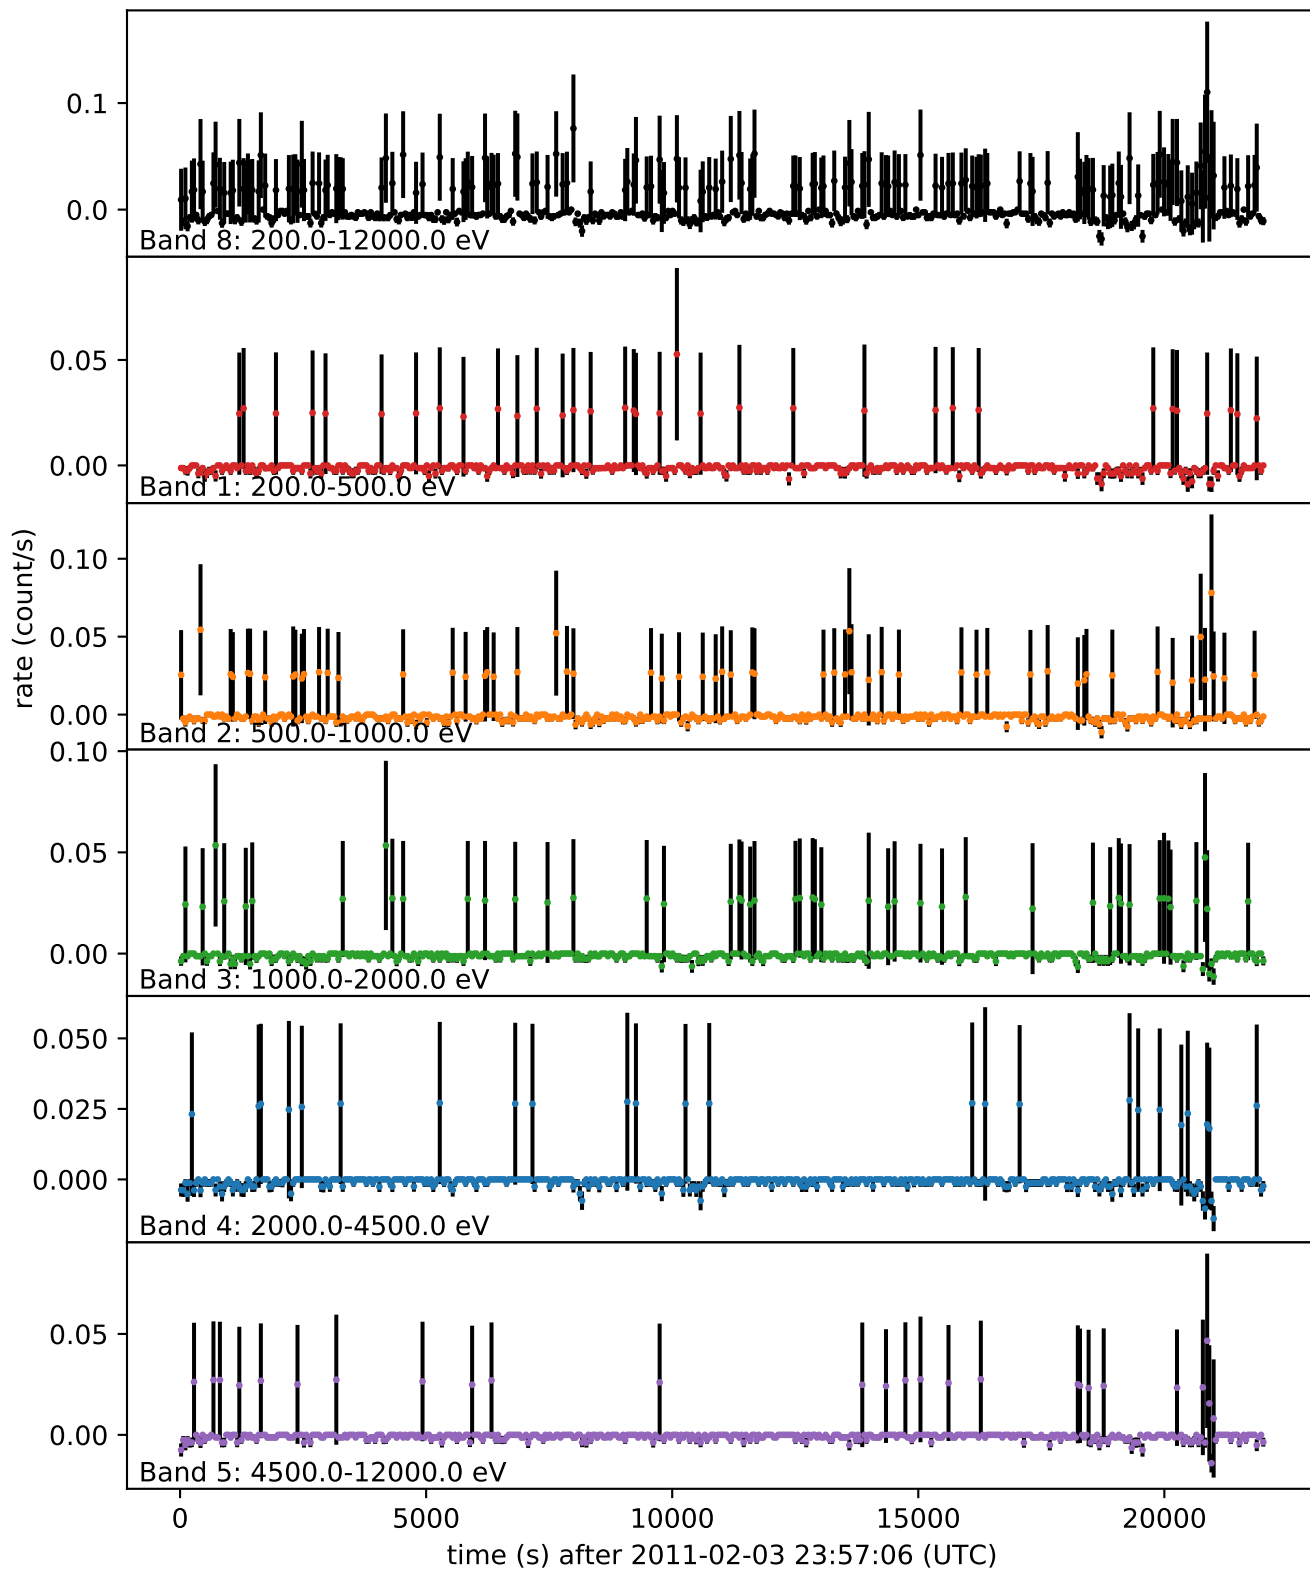 0.1
0.0
Band 8: 200.0-12000.0 eV
0.05
0.00
Band 1: 200.0-500.0 eV
rate (count/s)
0.10
0.05
0.00
Band 2: 500.0-1000.0 eV
0.10
0.05
0.00
Band 3: 1000.0-2000.0 eV
0.050
0.025
0.000
Band 4: 2000.0-4500.0 eV
0.05
0.00
Band 5: 4500.0-12000.0 eV
0 5000 10000 15000 20000
time (s) after 2011-02-03 23:57:06 (UTC)